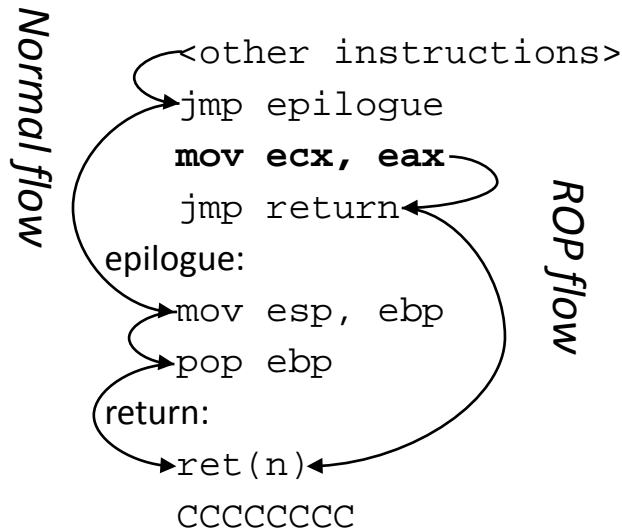 Normal flow
<other instructions>
jmp epilogue
mov ecx, eax
jmp return
ROP flow
epilogue:
mov esp, ebp
pop ebp
return:
ret(n)
CCCCCCCC